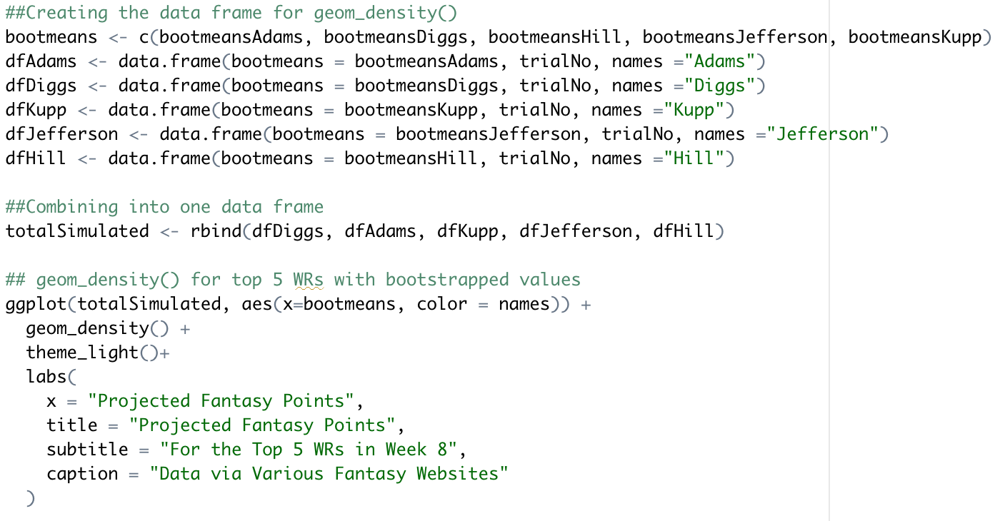 ##Creating the data frame for geom_density()
bootmeans <- c(bootmeansAdams, bootmeansDiggs, bootmeansHill, bootmeansJefferson, bootmeansKupp)
dfAdams <- data.frame(bootmeans = bootmeansAdams, trialNo, names ="Adams")
dfDiggs <- data.frame(bootmeans = bootmeansDiggs, trialNo, names ="Diggs")
dfKupp <- data.frame(bootmeans = bootmeansKupp, trialNo, names ="Kupp")
dfJefferson <- data.frame(bootmeans = bootmeansJefferson, trialNo, names ="Jefferson")
dfHill <- data.frame(bootmeans = bootmeansHill, trialNo, names ="Hill")

##Combining into one data frame
totalSimulated <- rbind(dfDiggs, dfAdams, dfKupp, dfJefferson, dfHill)

## geom_density() for top 5 WRs with bootstrapped values
ggplot(totalSimulated, aes(x=bootmeans, color = names)) +
  geom_density() +
  theme_light()+
  labs(
    x = "Projected Fantasy Points",
    title = "Projected Fantasy Points",
    subtitle = "For the Top 5 WRs in Week 8",
    caption = "Data via Various Fantasy Websites"
  )